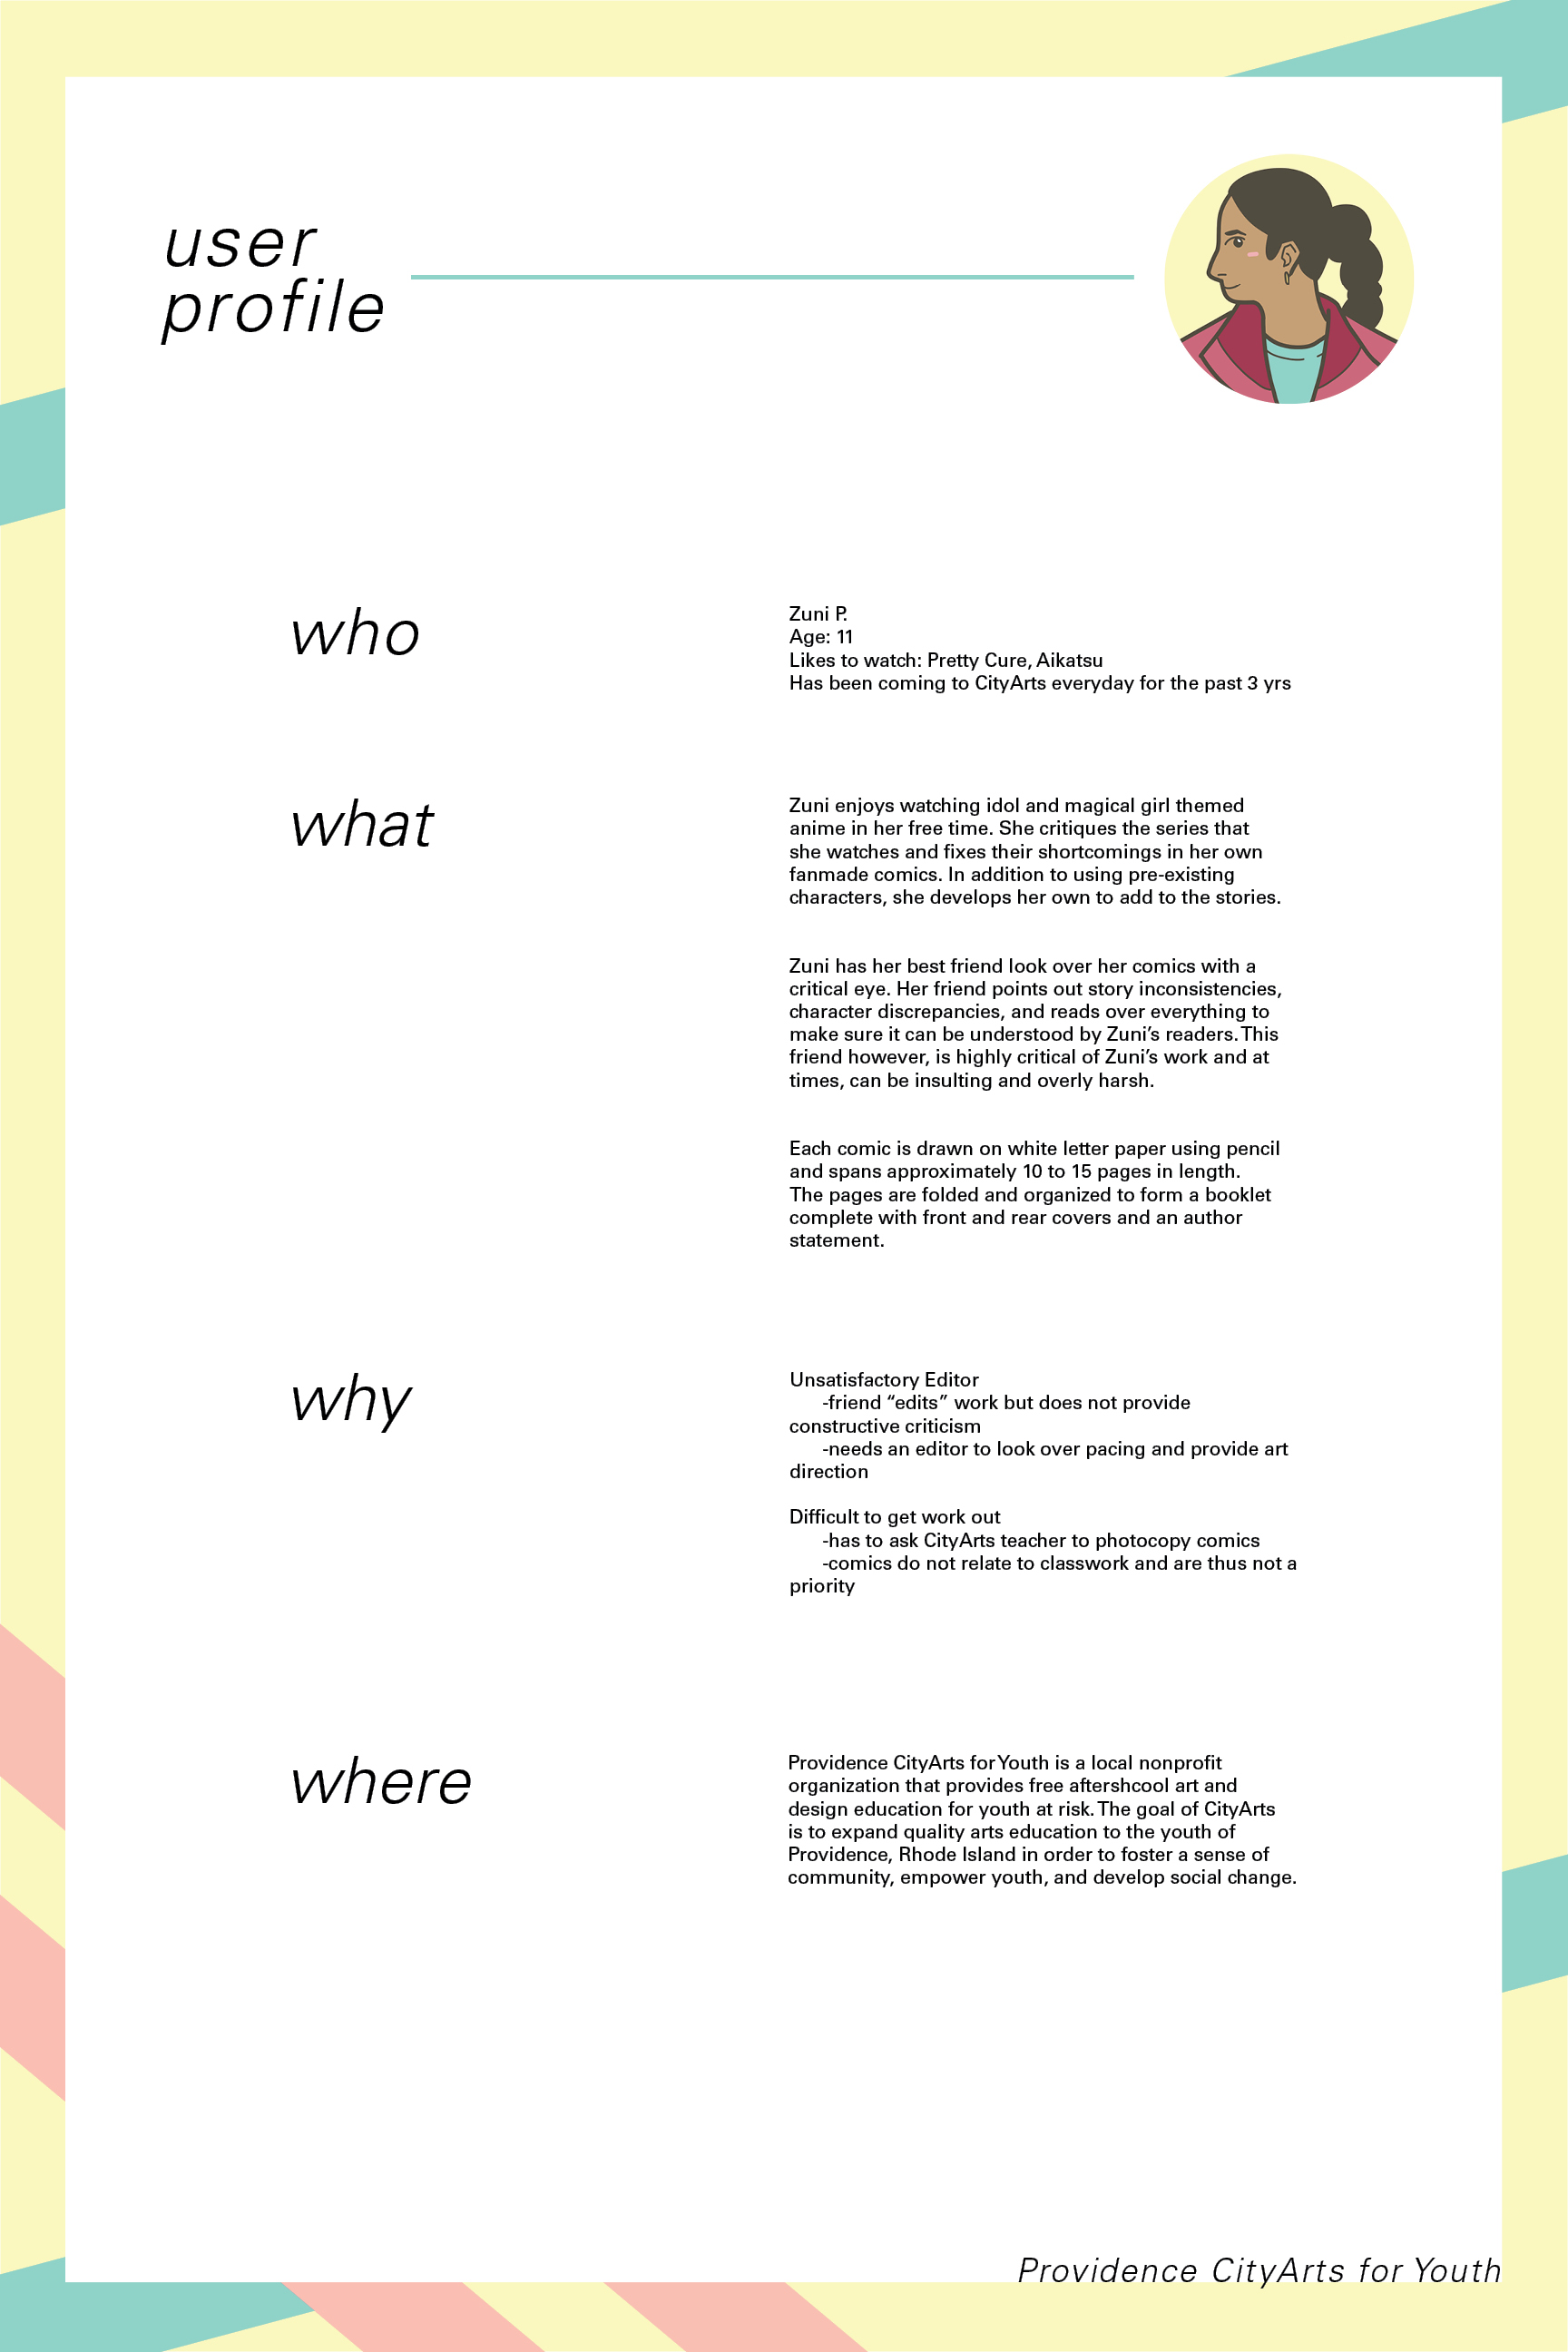 user
profile
who
Zuni P.
Age: 11
Likes to watch: Pretty Cure, Aikatsu
Has been coming to CityArts everyday for the past 3 yrs
what
Zuni enjoys watching idol and magical girl themed
anime in her free time. She critiques the series that
she watches and fixes their shortcomings in her own
fanmade comics. In addition to using pre-existing
characters, she develops her own to add to the stories.
Zuni has her best friend look over her comics with a
critical eye. Her friend points out story inconsistencies,
character discrepancies, and reads over everything to
make sure it can be understood by Zuni’s readers. This
friend however, is highly critical of Zuni’s work and at
times, can be insulting and overly harsh.
Each comic is drawn on white letter paper using pencil
and spans approximately 10 to 15 pages in length.
The pages are folded and organized to form a booklet
complete with front and rear covers and an author
statement.
why
Unsatisfactory Editor
-friend “edits” work but does not provide
constructive criticism
-needs an editor to look over pacing and provide art
direction
Difficult to get work out
-has to ask CityArts teacher to photocopy comics
-comics do not relate to classwork and are thus not a
priority
where
Providence CityArts for Youth is a local nonprofit
organization that provides free aftershcool art and
design education for youth at risk. The goal of CityArts
is to expand quality arts education to the youth of
Providence, Rhode Island in order to foster a sense of
community, empower youth, and develop social change.
Providence CityArts for Youth